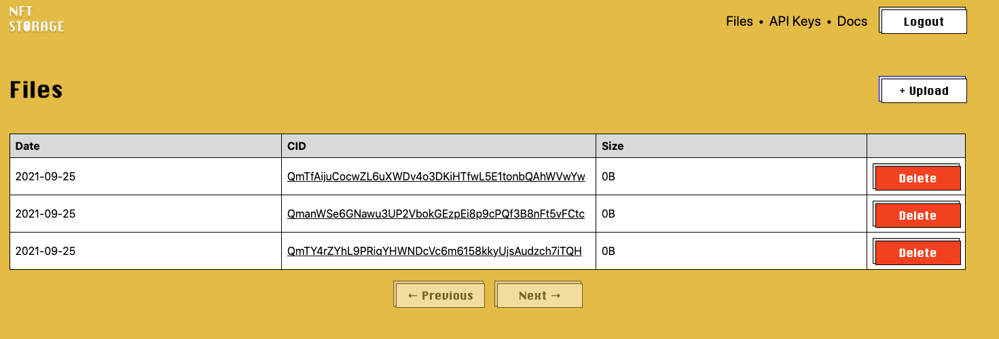 NFT
STORAGE
Files • API Keys • Docs
Logout
Files
+ Upload
Date CID Size
2021-09-25 QmTfAijuCocwZL6uXWDv4o3DKiHTfwL5E1tonbQAhWVwYw 0B Delete
2021-09-25 QmanWSe6GNawu3UP2VbokGEzpEi8p9cPQf3B8nFt5vFCtc 0B Delete
2021-09-25 QmTY4rZYhL9PRiqYHWNDcVc6m6158kkyUjsAudzch7iTQH 0B Delete
← Previous Next →